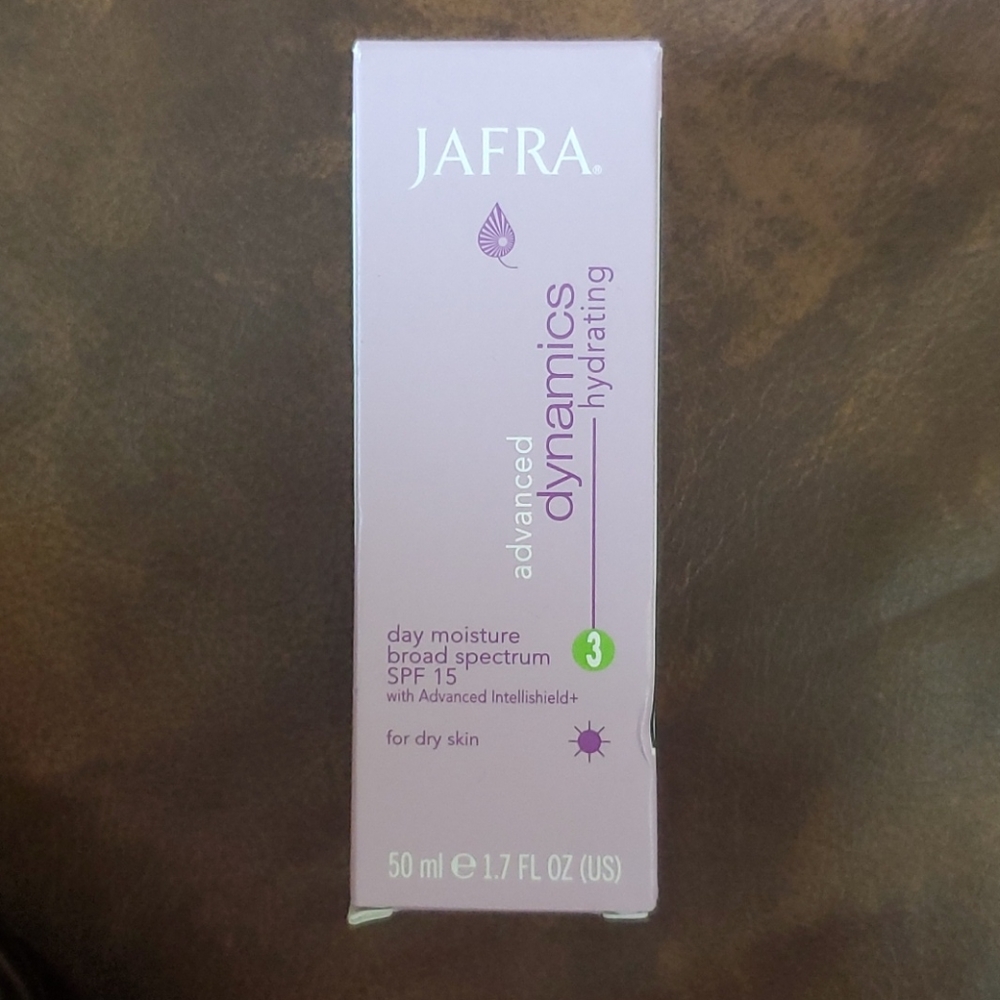 JAFRA®
advanced
dynamics
hydrating
day moisture
broad spectrum
SPF 15
with Advanced Intellishield+
3
for dry skin
50 ml ℮ 1.7 FL OZ (US)